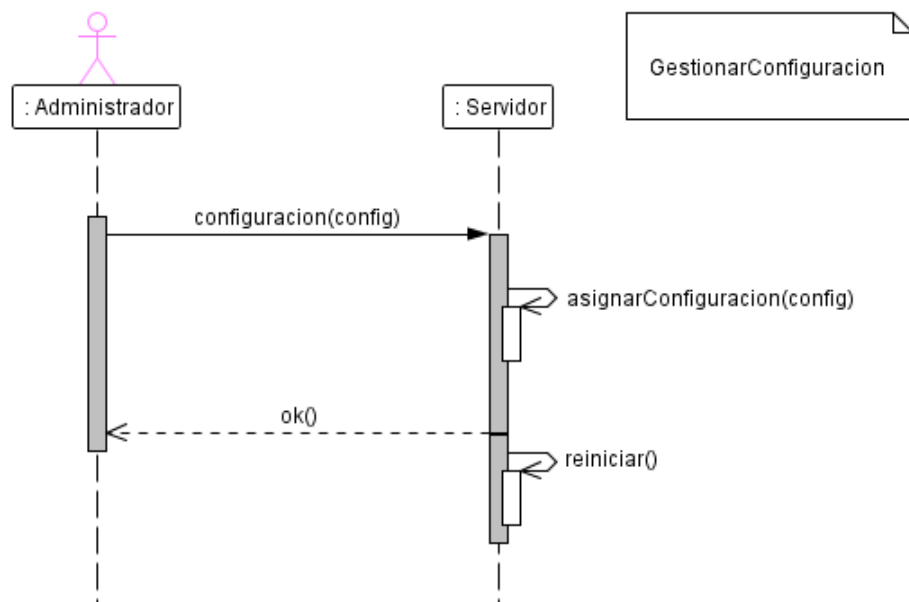 GestionarConfiguracion
: Administrador
: Servidor
configuracion(config)
asignarConfiguracion(config)
ok()
reiniciar()